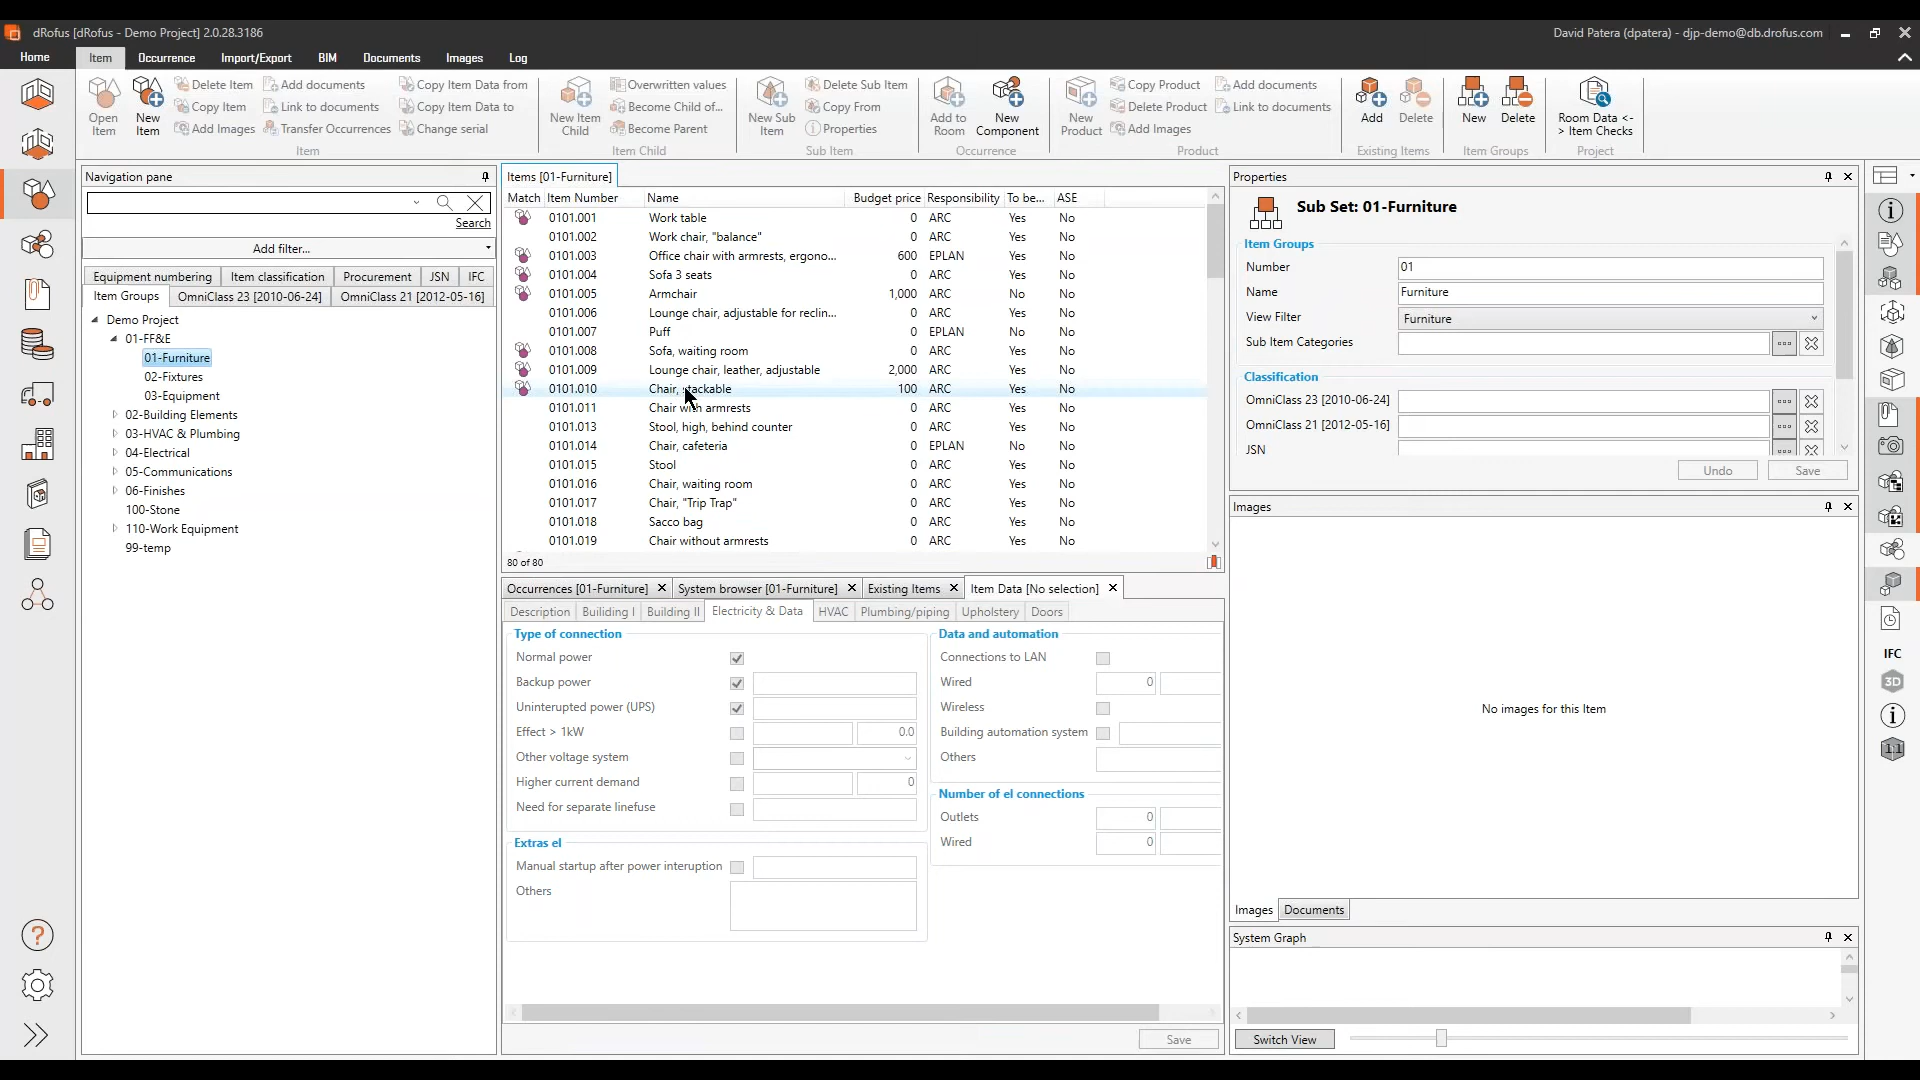 dRofus [dRofus - Demo Project] 2.0.28.3186
David Patera (dpatera) - djp-demo@db.drofus.com
Home Item Occurrence Import/Export BIM Documents Images Log
Open Item
New Item
Delete Item
Copy Item
Add Images
Add documents
Link to documents
Transfer Occurrences
Copy Item Data from
Copy Item Data to
Change serial
Item
New Item Child
Overwritten values
Become Child of...
Become Parent
Item Child
New Sub Item
Delete Sub Item
Copy From
Properties
Sub Item
Add to Room
New Component
Occurrence
New Product
Copy Product
Delete Product
Add Images
Add documents
Link to documents
Product
Add
Delete
Existing Items
New
Delete
Item Groups
Room Data <-
> Item Checks
Project
Navigation pane
Search
Add filter...
Equipment numbering Item classification Procurement JSN IFC
Item Groups OmniClass 23 [2010-06-24] OmniClass 21 [2012-05-16]
Demo Project
01-FF&E
01-Furniture
02-Fixtures
03-Equipment
02-Building Elements
03-HVAC & Plumbing
04-Electrical
05-Communications
06-Finishes
100-Stone
110-Work Equipment
99-temp
Items [01-Furniture]
Match Item Number Name Budget price Responsibility To be... ASE
0101.001 Work table 0 ARC Yes No
0101.002 Work chair, "balance" 0 ARC Yes No
0101.003 Office chair with armrests, ergono... 600 EPLAN Yes No
0101.004 Sofa 3 seats 0 ARC Yes No
0101.005 Armchair 1,000 ARC No No
0101.006 Lounge chair, adjustable for reclin... 0 ARC Yes No
0101.007 Puff 0 EPLAN No No
0101.008 Sofa, waiting room 0 ARC Yes No
0101.009 Lounge chair, leather, adjustable 2,000 ARC Yes No
0101.010 Chair, stackable 100 ARC Yes No
0101.011 Chair with armrests 0 ARC Yes No
0101.013 Stool, high, behind counter 0 ARC Yes No
0101.014 Chair, cafeteria 0 EPLAN No No
0101.015 Stool 0 ARC Yes No
0101.016 Chair, waiting room 0 ARC Yes No
0101.017 Chair, "Trip Trap" 0 ARC Yes No
0101.018 Sacco bag 0 ARC Yes No
0101.019 Chair without armrests 0 ARC Yes No
80 of 80
Occurrences [01-Furniture] System browser [01-Furniture] Existing Items Item Data [No selection]
Description Builiding I Building II Electricity & Data HVAC Plumbing/piping Upholstery Doors
Type of connection
Normal power
Backup power
Uninterupted power (UPS)
Effect > 1kW 0.0
Other voltage system
Higher current demand 0
Need for separate linefuse
Extras el
Manual startup after power interuption
Others
Data and automation
Connections to LAN
Wired 0
Wireless
Building automation system
Others
Number of el connections
Outlets 0
Wired 0
Save
Properties
Sub Set: 01-Furniture
Item Groups
Number 01
Name Furniture
View Filter Furniture
Sub Item Categories
Classification
OmniClass 23 [2010-06-24]
OmniClass 21 [2012-05-16]
JSN
Undo Save
Images
No images for this Item
Images Documents
System Graph
Switch View
IFC
3D